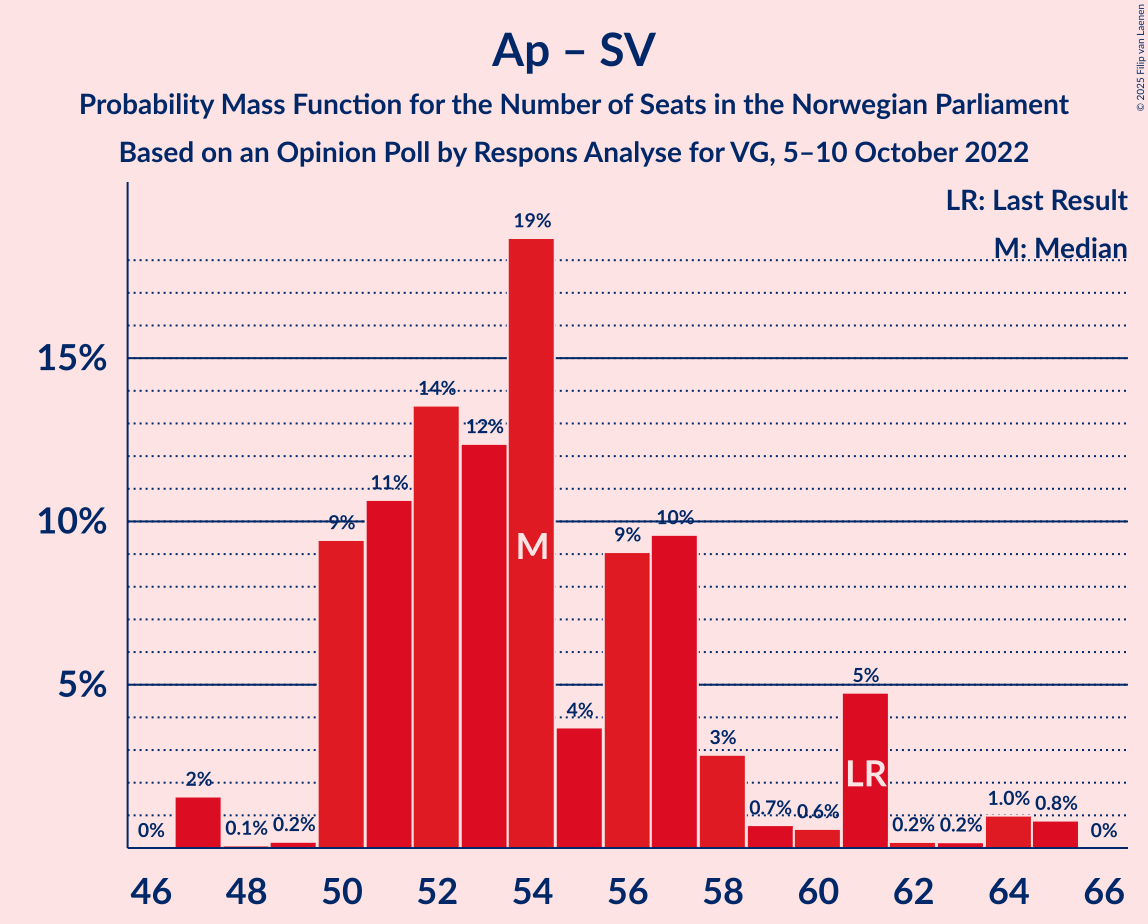 Ap – SV
Probability Mass Function for the Number of Seats in the Norwegian Parliament
Based on an Opinion Poll by Respons Analyse for VG, 5–10 October 2022
© 2025 Filip van Laenen
LR: Last Result
M: Median
15%
10%
5%
0%
2%
0.1%
0.2%
9%
11%
14%
12%
19%
4%
9%
10%
3%
0.7%
0.6%
5%
0.2%
0.2%
1.0%
0.8%
0%
M
LR
46 48 50 52 54 56 58 60 62 64 66